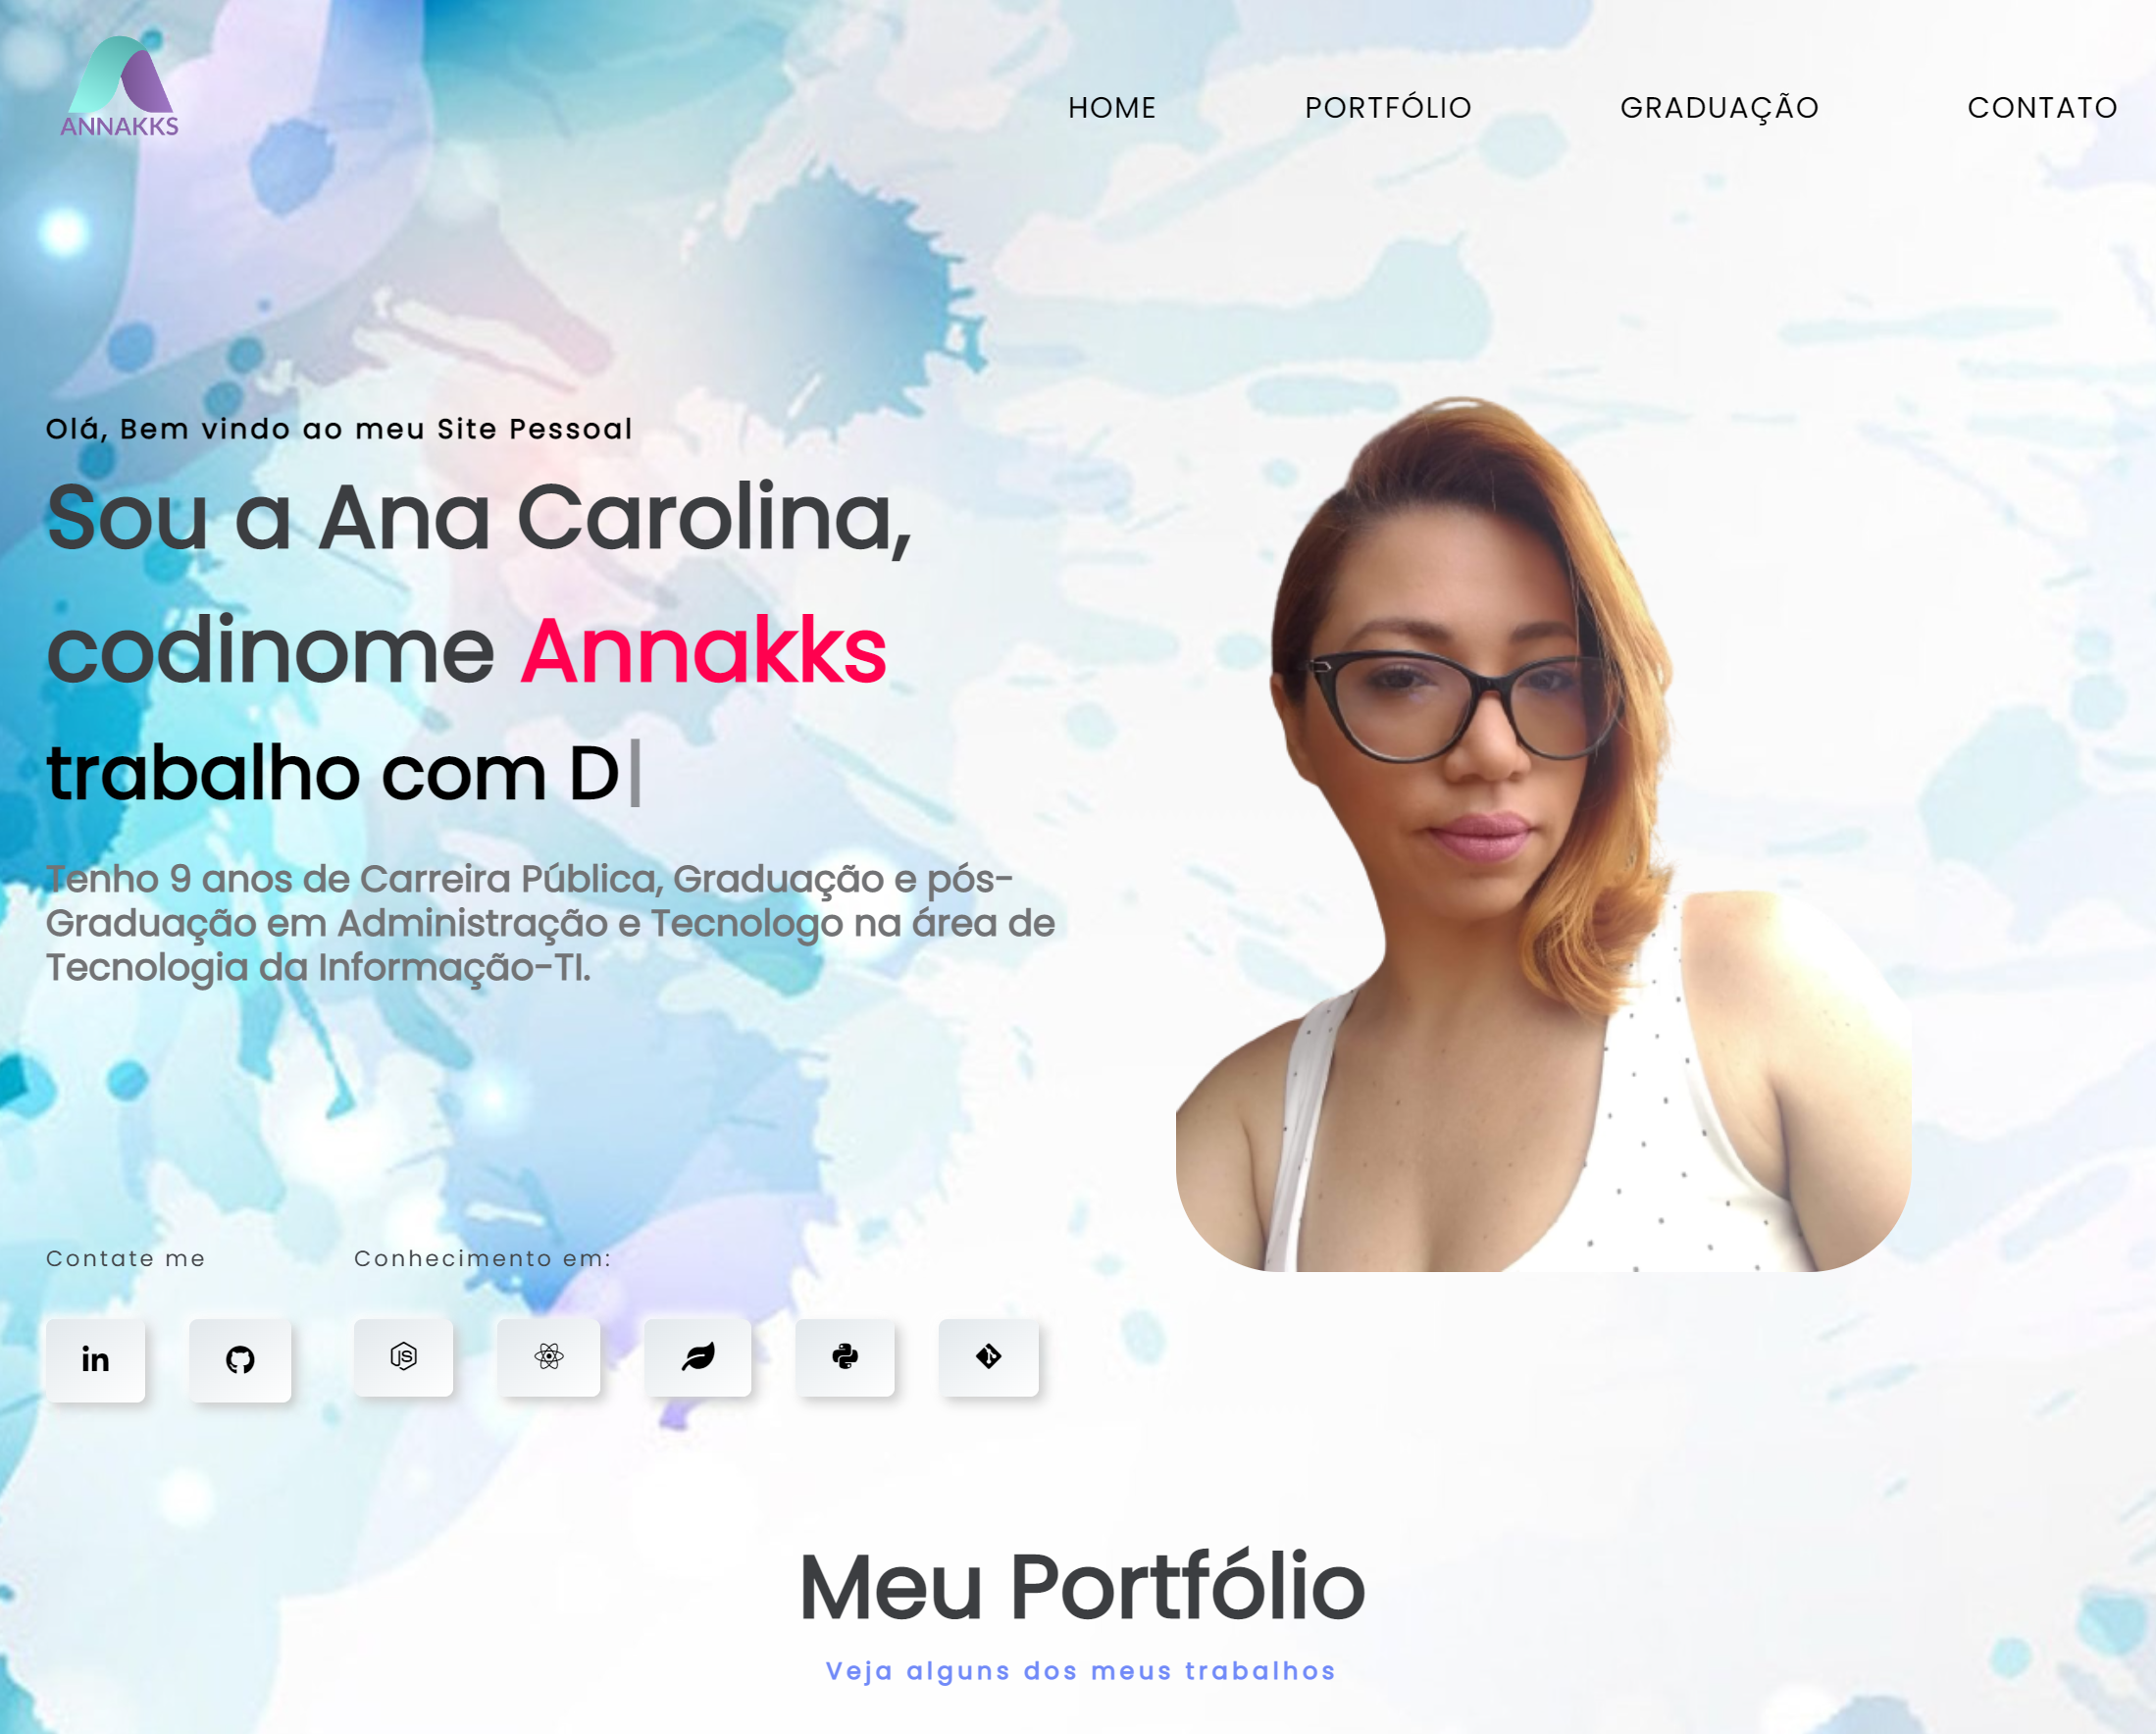 ANNAKKS
HOME
PORTFÓLIO
GRADUAÇÃO
CONTATO
Olá, Bem vindo ao meu Site Pessoal
Sou a Ana Carolina,
codinome Annakks
trabalho com D|
Tenho 9 anos de Carreira Pública, Graduação e pós-
Graduação em Administração e Tecnologo na área de
Tecnologia da Informação-TI.
Contate me
Conhecimento em:
in
JS
Meu Portfólio
Veja alguns dos meus trabalhos